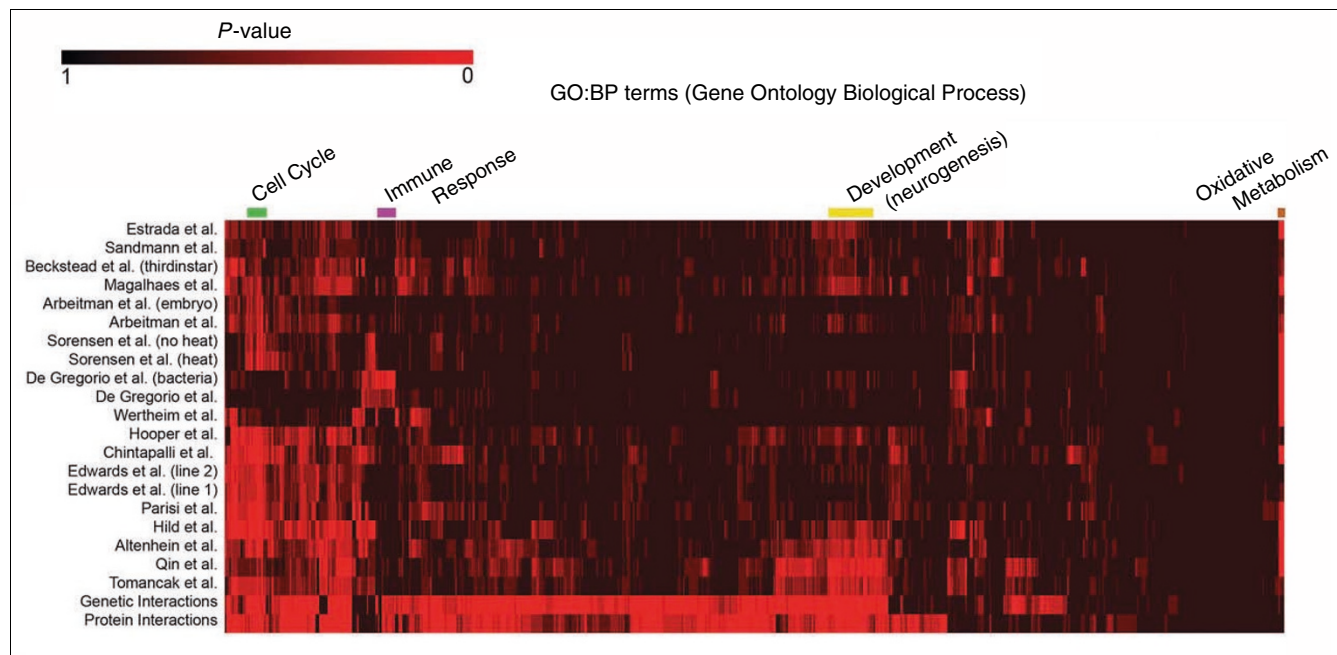 P-value
1
0
GO:BP terms (Gene Ontology Biological Process)
Cell Cycle
Immune
Response
Development
(neurogenesis)
Oxidative
Metabolism
Estrada et al.
Sandmann et al.
Beckstead et al. (thirdinstar)
Magalhaes et al.
Arbeitman et al. (embryo)
Arbeitman et al.
Sorensen et al. (no heat)
Sorensen et al. (heat)
De Gregorio et al. (bacteria)
De Gregorio et al.
Wertheim et al.
Hooper et al.
Chintapalli et al.
Edwards et al. (line 2)
Edwards et al. (line 1)
Parisi et al.
Hild et al.
Altenhein et al.
Qin et al.
Tomancak et al.
Genetic Interactions
Protein Interactions